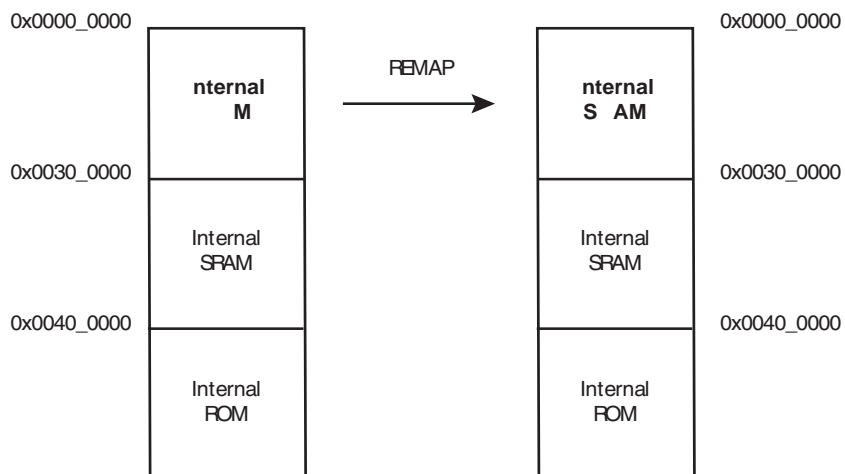 0x0000_0000
nternal
M
REMAP
nternal
S AM
0x0000_0000
0x0030_0000
0x0030_0000
Internal
SRAM
Internal
SRAM
0x0040_0000
0x0040_0000
Internal
ROM
Internal
ROM